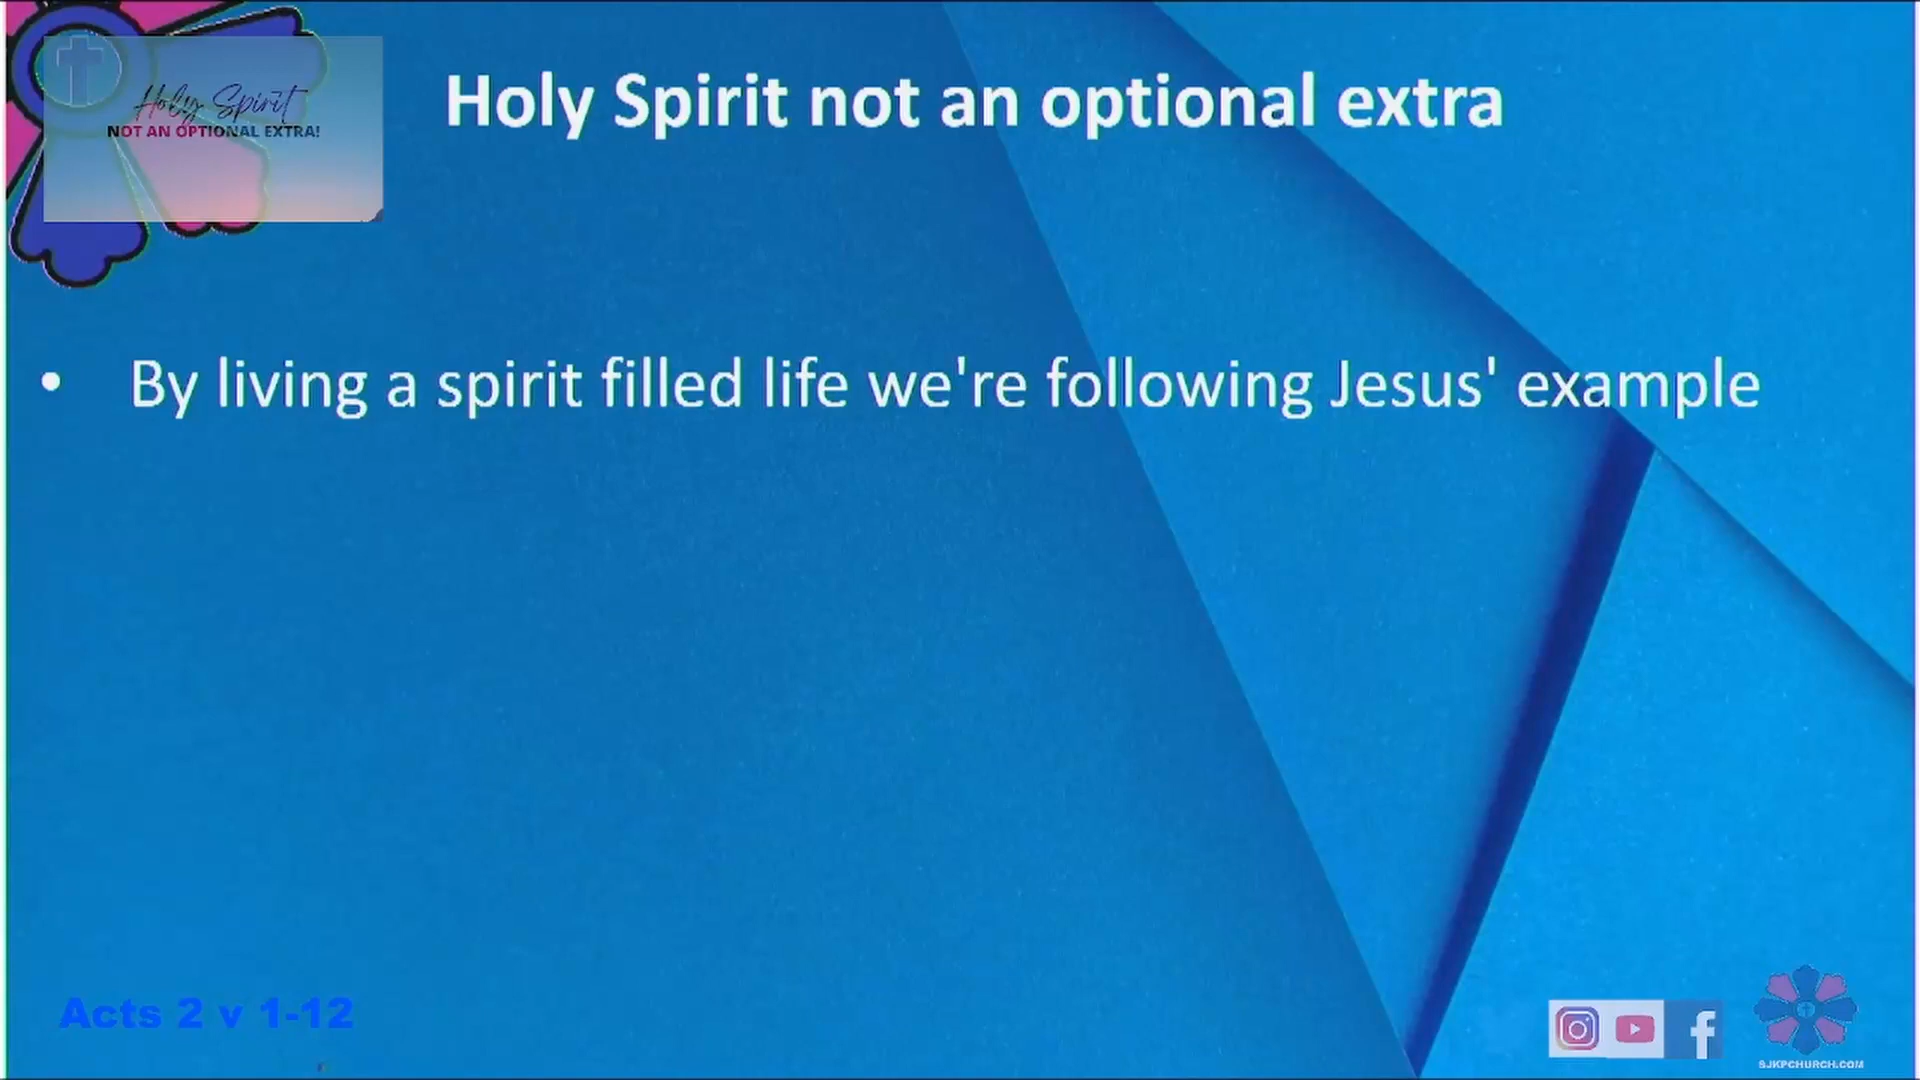 Holy Spirit
NOT AN OPTIONAL EXTRA!
Holy Spirit not an optional extra
• By living a spirit filled life we're following Jesus' example
Acts 2 v 1-12
SJKPCHURCH.COM